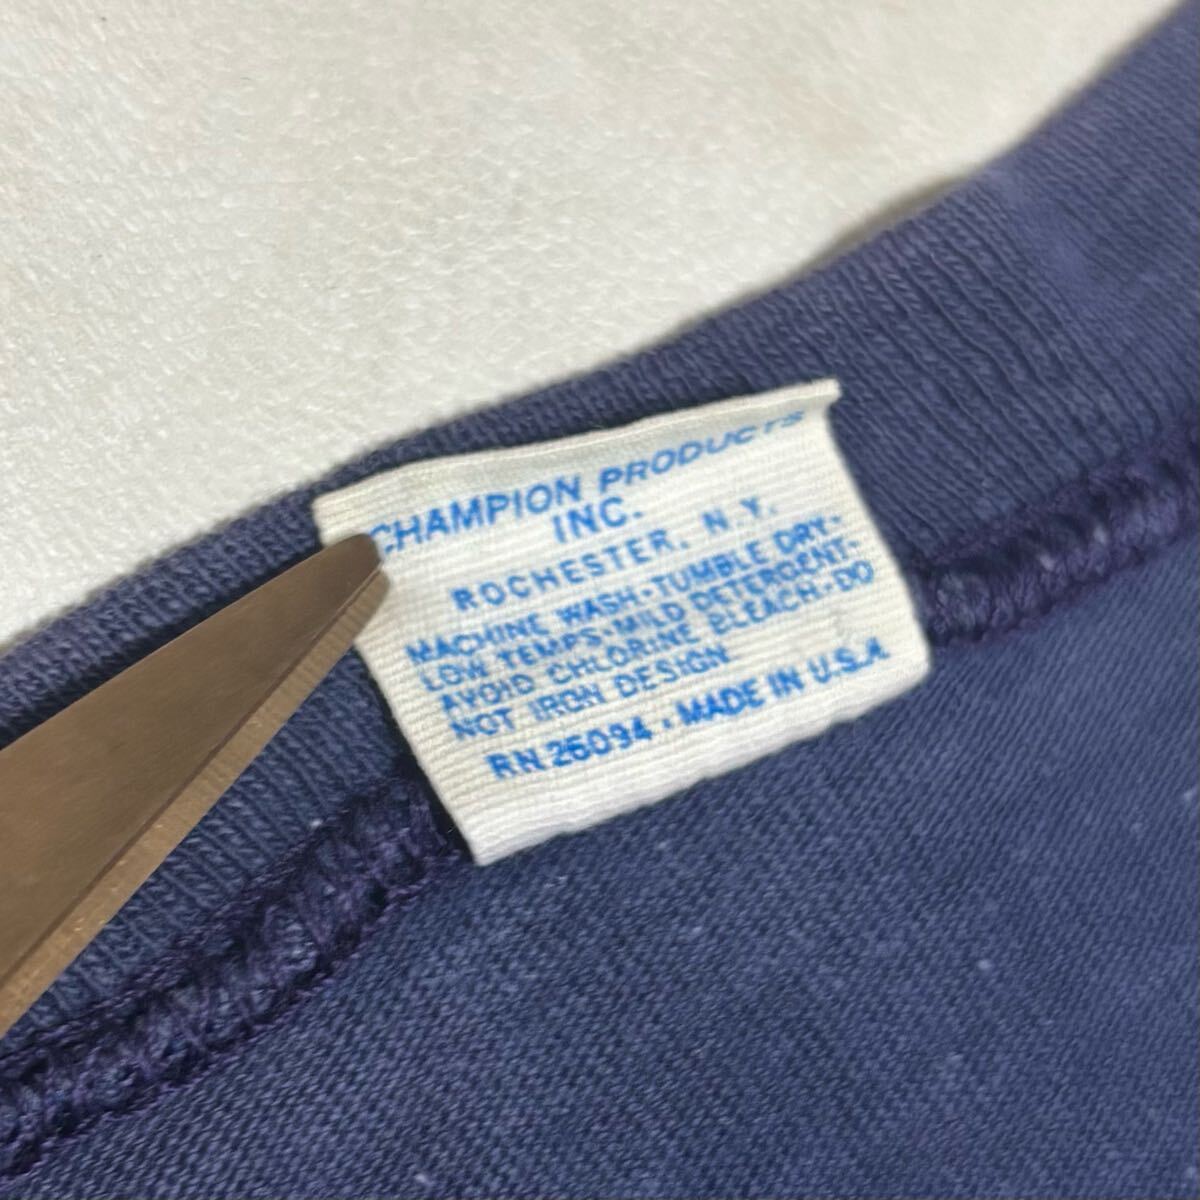 CHAMPION PRODUCTS
INC.
ROCHESTER, N.Y.
MACHINE WASH-TUMBLE DRY-
LOW TEMPS-MILD DETERGENT-
AVOID CHLORINE BLEACH-DO
NOT IRON DESIGN
RN 26094 · MADE IN U.S.A